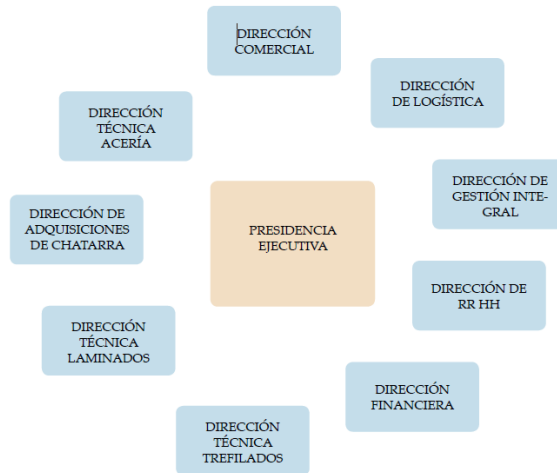 DIRECCIÓN
COMERCIAL
DIRECCIÓN
DE LOGÍSTICA
DIRECCIÓN
TÉCNICA
ACERÍA
DIRECCIÓN DE
GESTIÓN INTE-
GRAL
DIRECCIÓN DE
ADQUISICIONES
DE CHATARRA
PRESIDENCIA
EJECUTIVA
DIRECCIÓN DE
RR HH
DIRECCIÓN
TÉCNICA
LAMINADOS
DIRECCIÓN
FINANCIERA
DIRECCIÓN
TÉCNICA
TREFILADOS